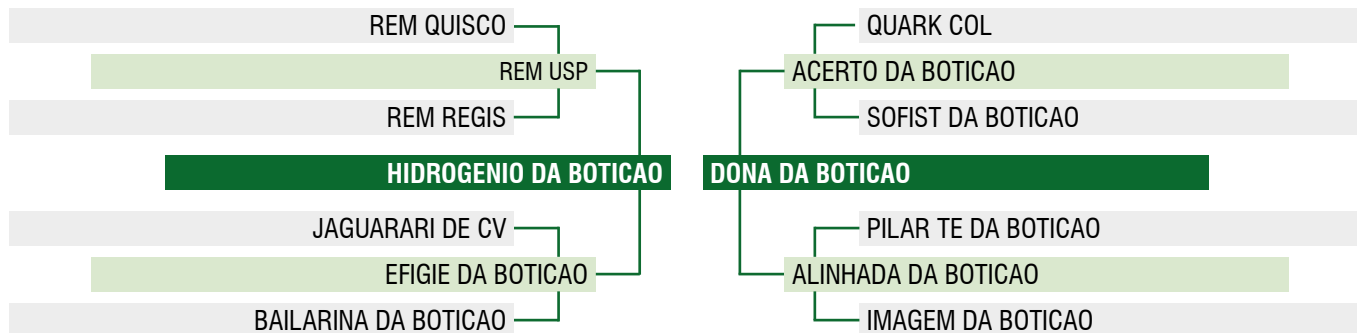 REM QUISCO
QUARK COL
REM USP
ACERTO DA BOTICAO
REM REGIS
SOFIST DA BOTICAO
HIDROGENIO DA BOTICAO
DONA DA BOTICAO
JAGUARARI DE CV
PILAR TE DA BOTICAO
EFIGIE DA BOTICAO
ALINHADA DA BOTICAO
BAILARINA DA BOTICAO
IMAGEM DA BOTICAO